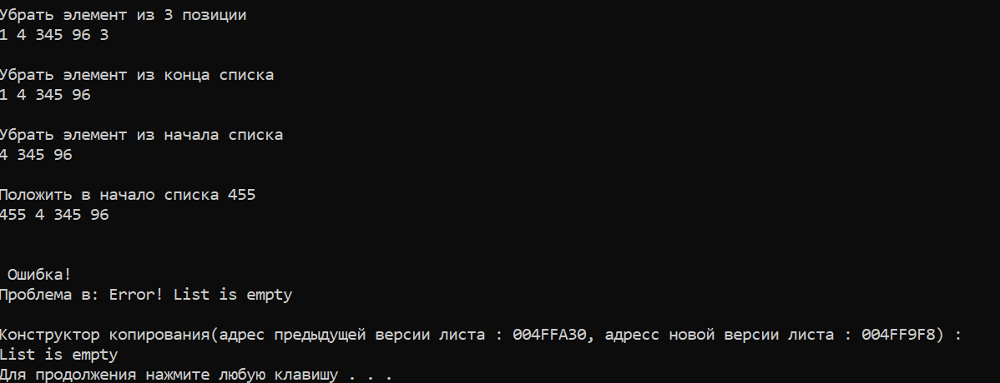 Убрать элемент из 3 позиции
1 4 345 96 3
Убрать элемент из конца списка
1 4 345 96
Убрать элемент из начала списка
4 345 96
Положить в начало списка 455
455 4 345 96
Ошибка!
Проблема в: Error! List is empty
Конструктор копирования(адрес предыдущей версии листа : 004FFA30, адресс новой версии листа : 004FF9F8) :
List is empty
Для продолжения нажмите любую клавишу . . .